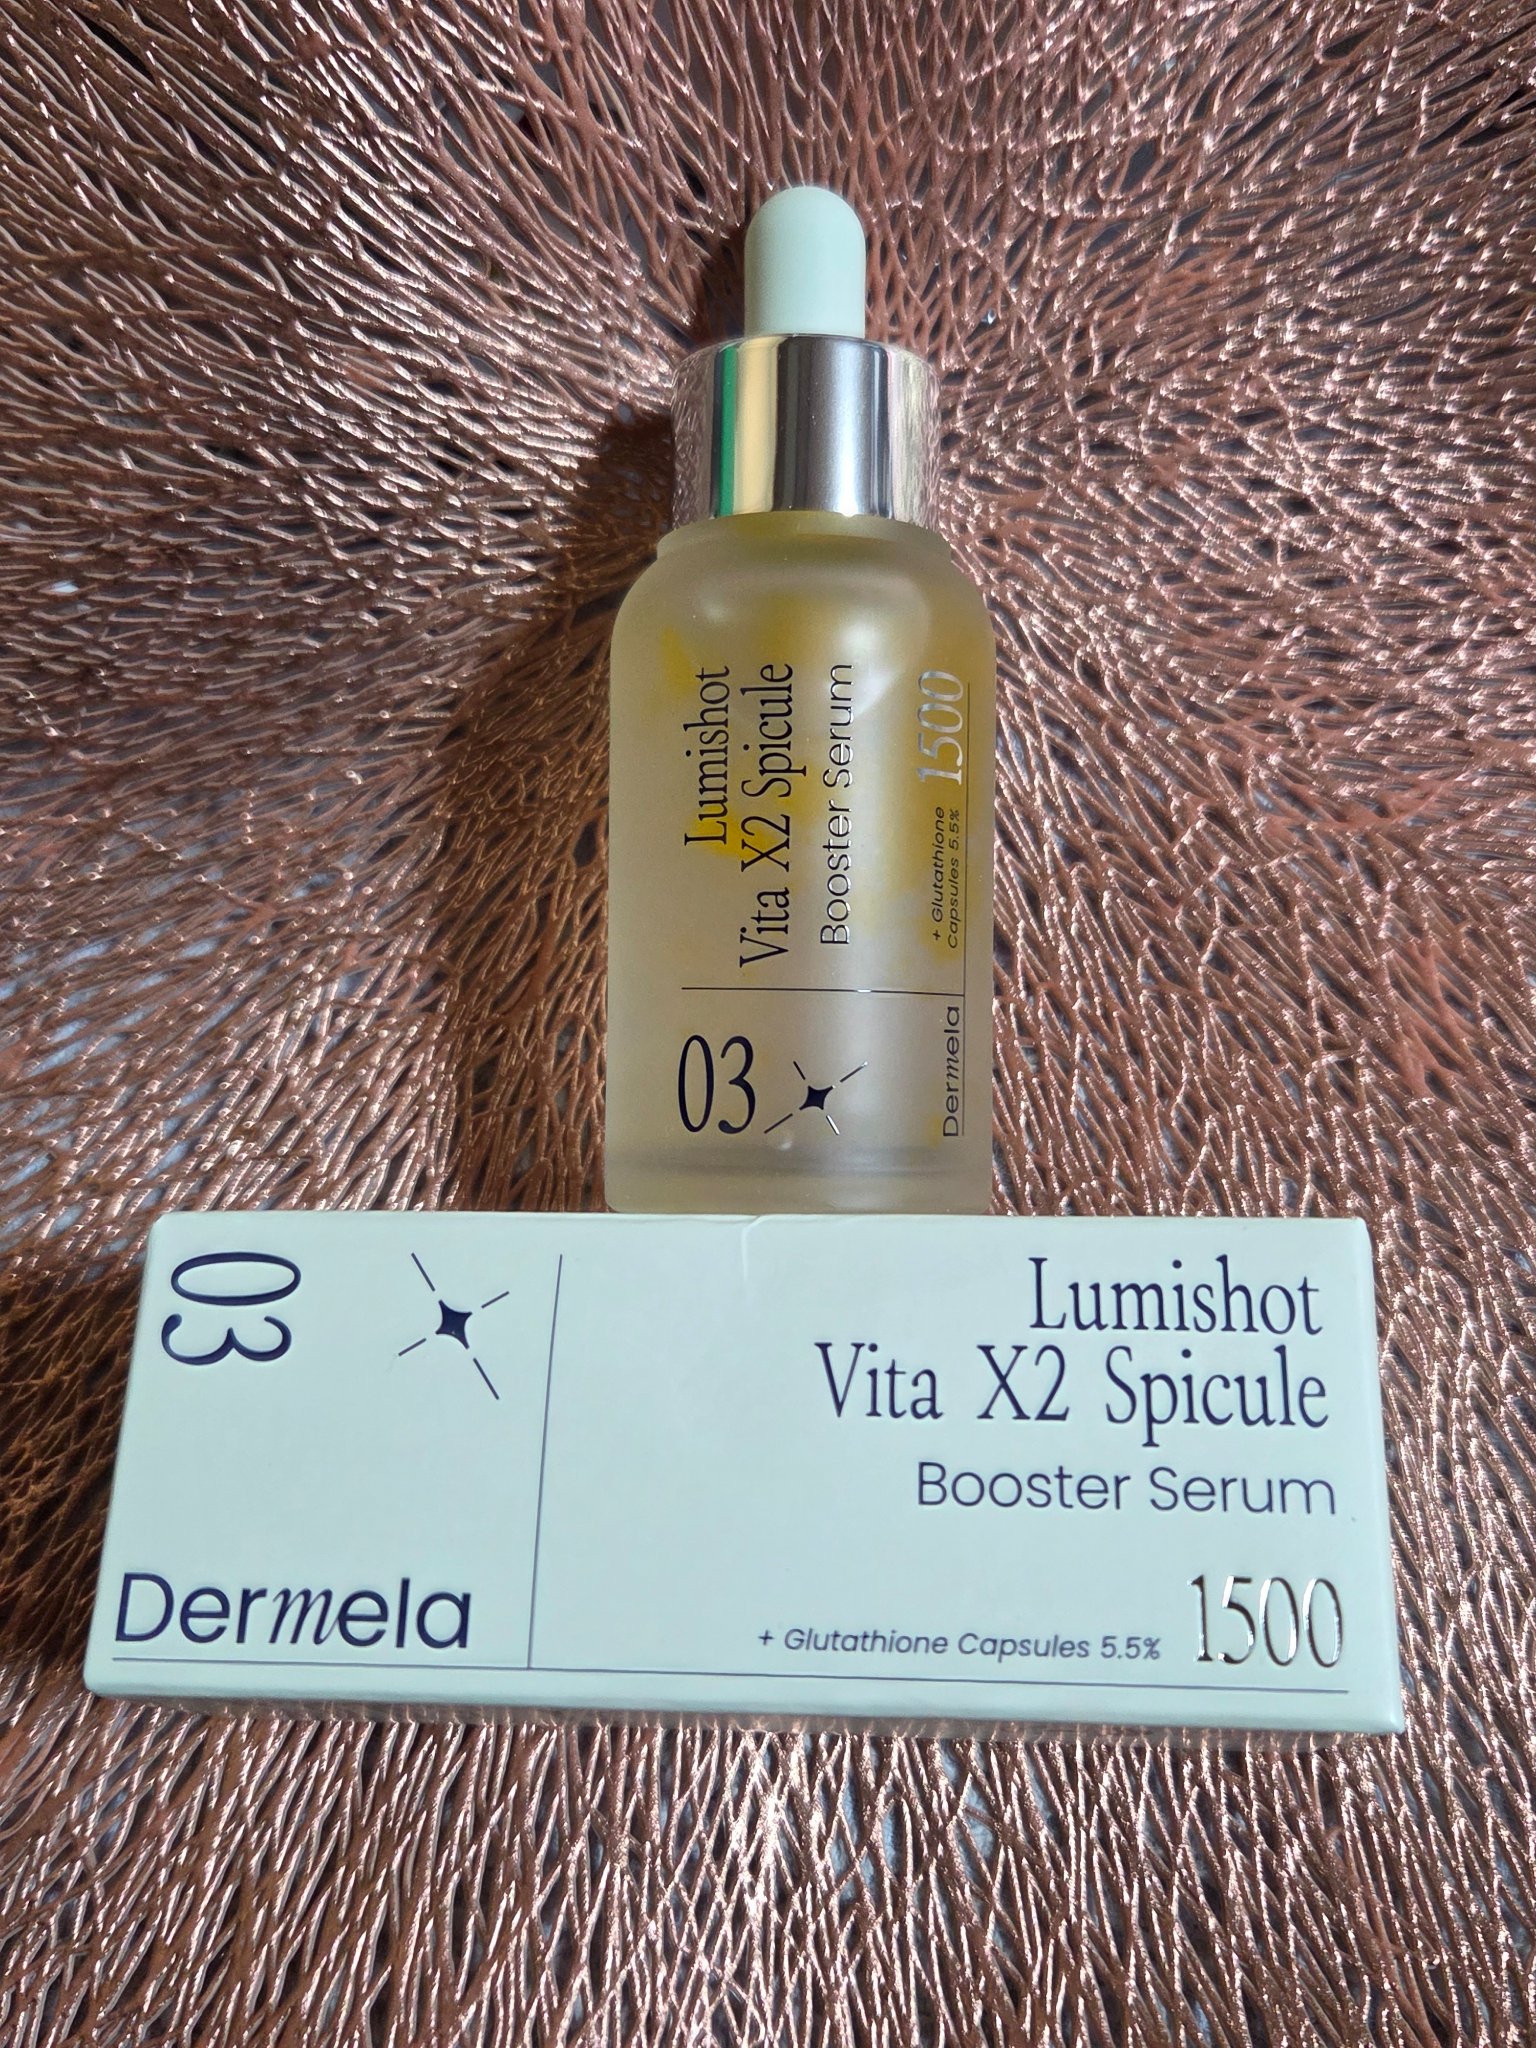 Lumishot
Vita X2 Spicule
Booster Serum
+ Glutathione
Capsules 5.5%
1500
03
Dermela
03
Lumishot
Vita X2 Spicule
Booster Serum
Dermela
+ Glutathione Capsules 5.5% 1500